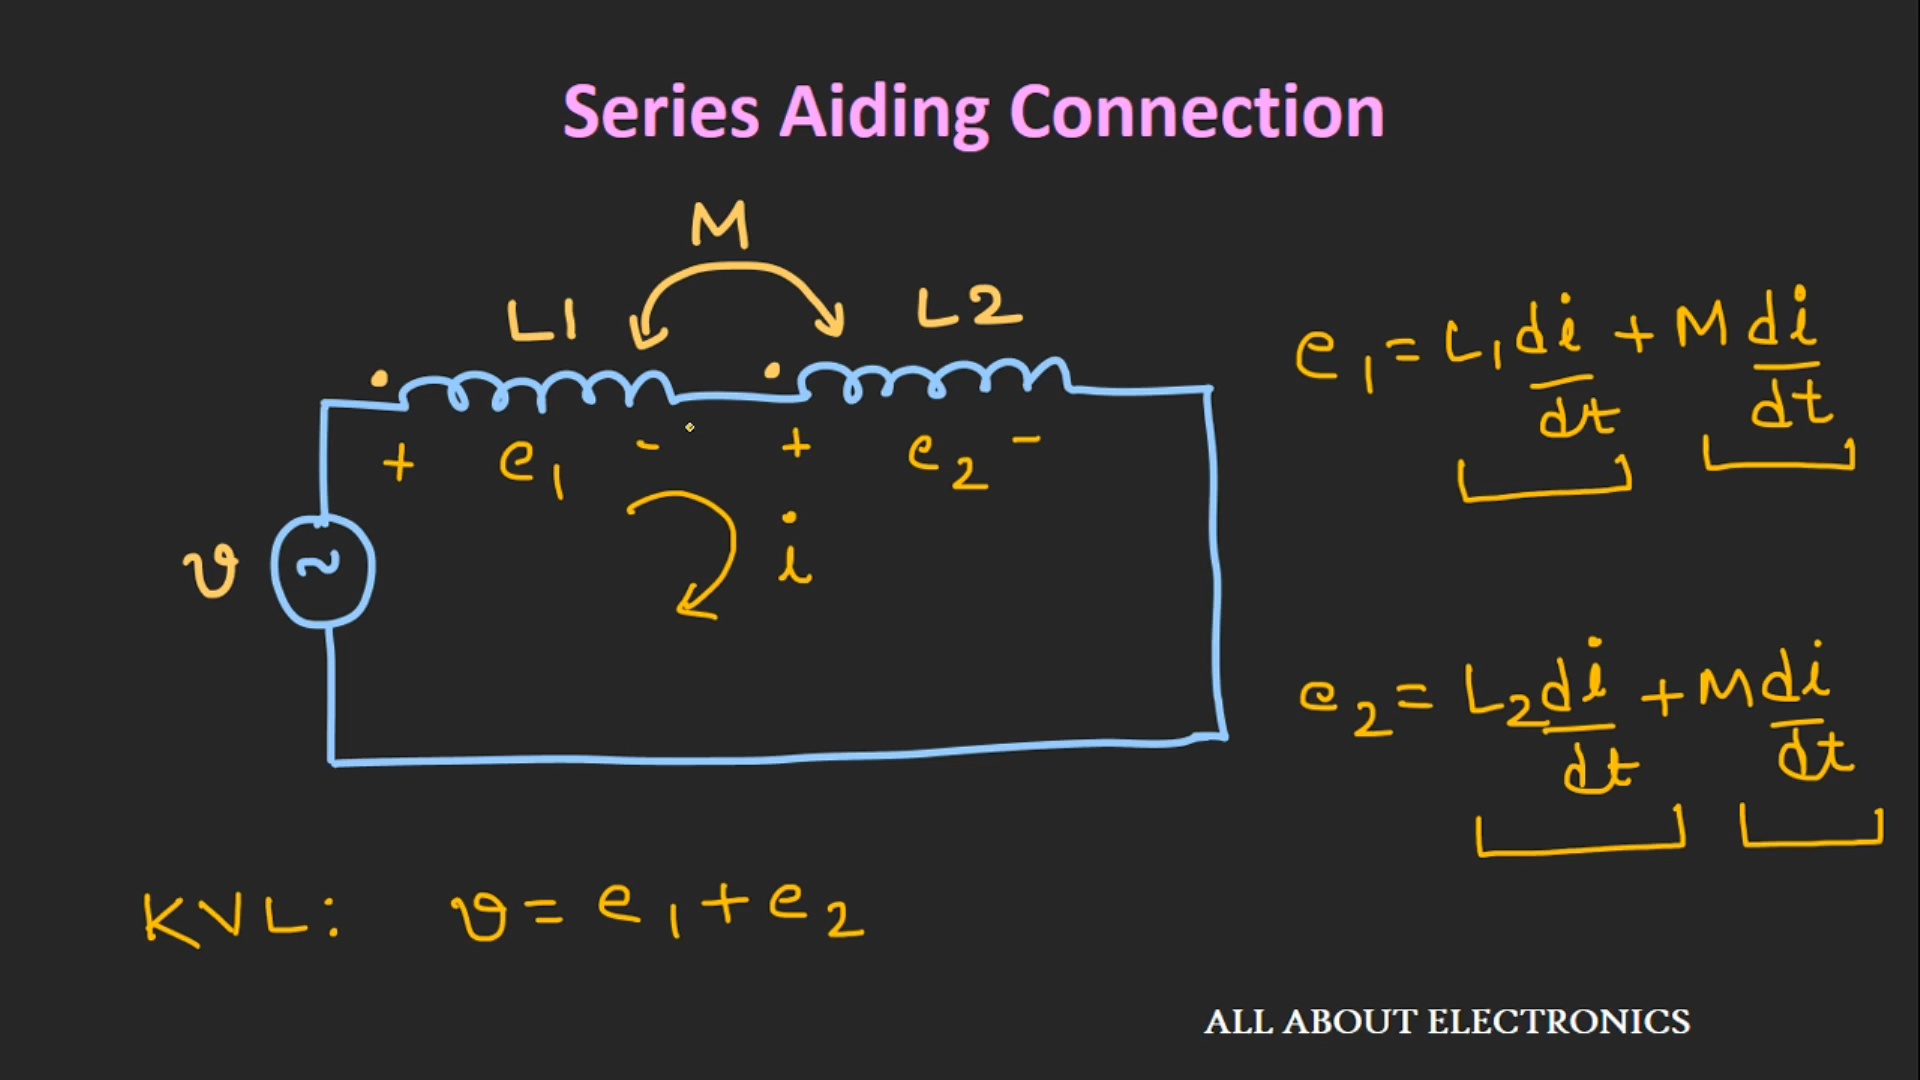 Series Aiding Connection
M
L1
L2
e₁ = L₁ di/dt + M di/dt
+ e₁ -
+ e₂ -
v
~
i
e₂ = L₂ di/dt + M di/dt
KVL: v = e₁ + e₂
ALL ABOUT ELECTRONICS